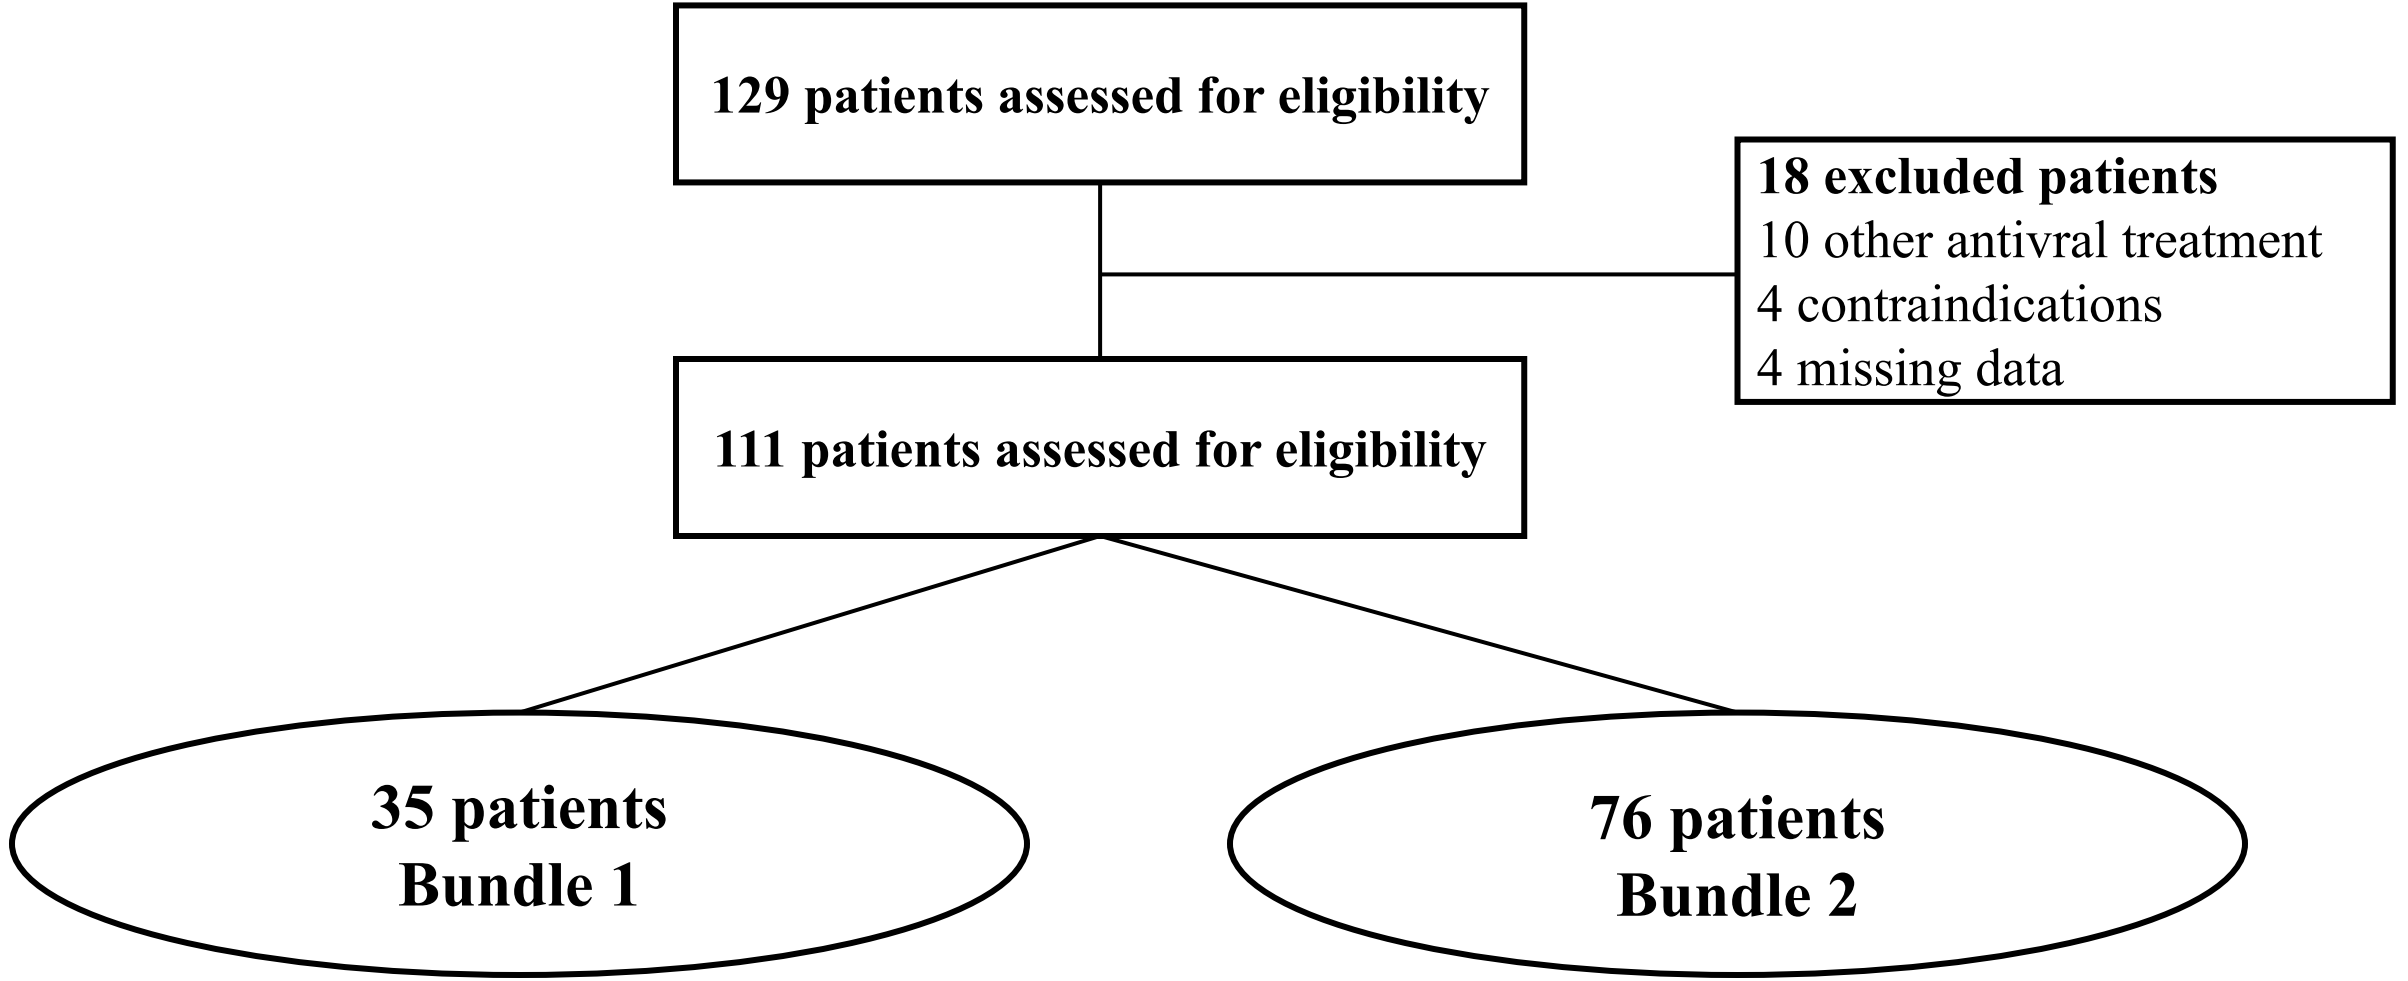 129 patients assessed for eligibility
18 excluded patients
10 other antivral treatment
4 contraindications
4 missing data
111 patients assessed for eligibility
35 patients
Bundle 1
76 patients
Bundle 2